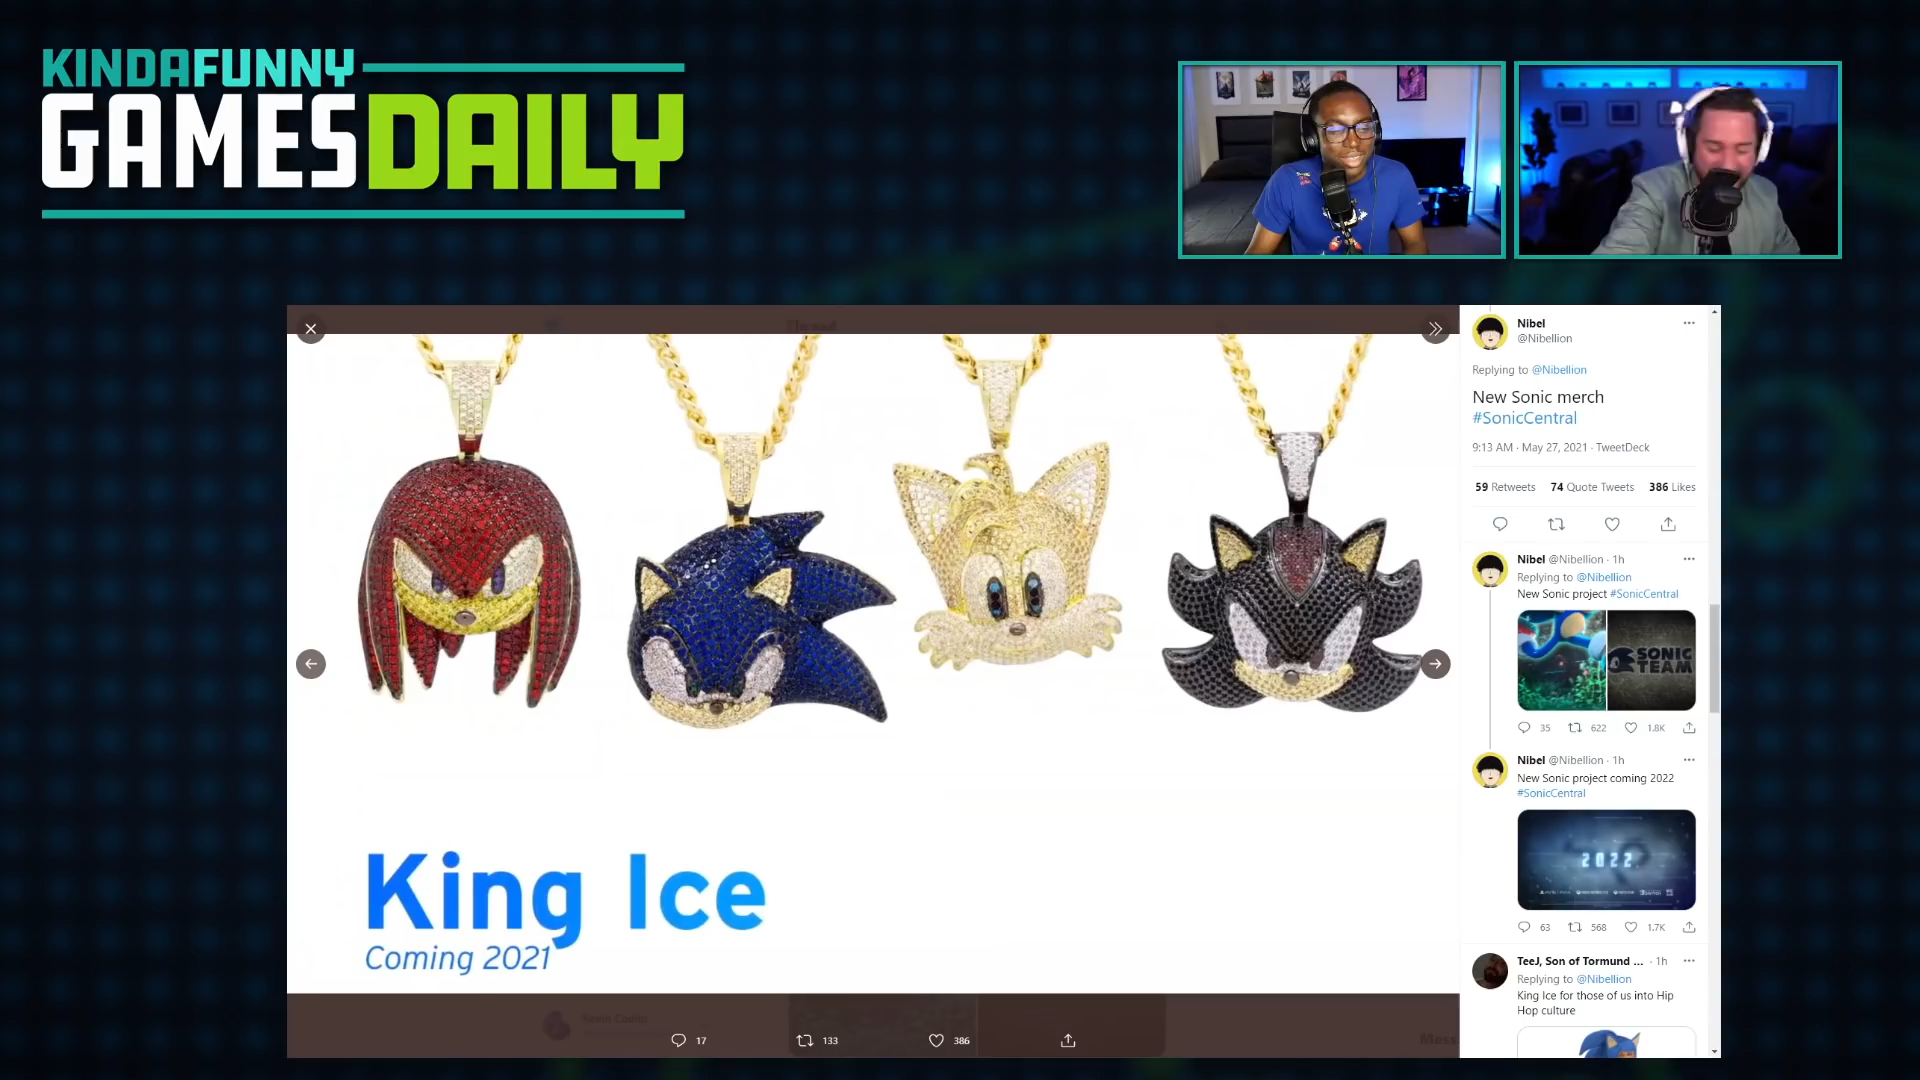 KINDAFUNNY
GAMESDAILY
Thread
King Ice
Coming 2021
17
133
386
Nibel
@Nibellion
Replying to @Nibellion
New Sonic merch
#SonicCentral
9:13 AM · May 27, 2021 · TweetDeck
59 Retweets 74 Quote Tweets 386 Likes
Nibel @Nibellion · 1h
Replying to @Nibellion
New Sonic project #SonicCentral
SONIC
TEAM
35 622 1.8K
Nibel @Nibellion · 1h
New Sonic project coming 2022
#SonicCentral
2022
63 568 1.7K
TeeJ, Son of Tormund ... · 1h
Replying to @Nibellion
King Ice for those of us into Hip
Hop culture